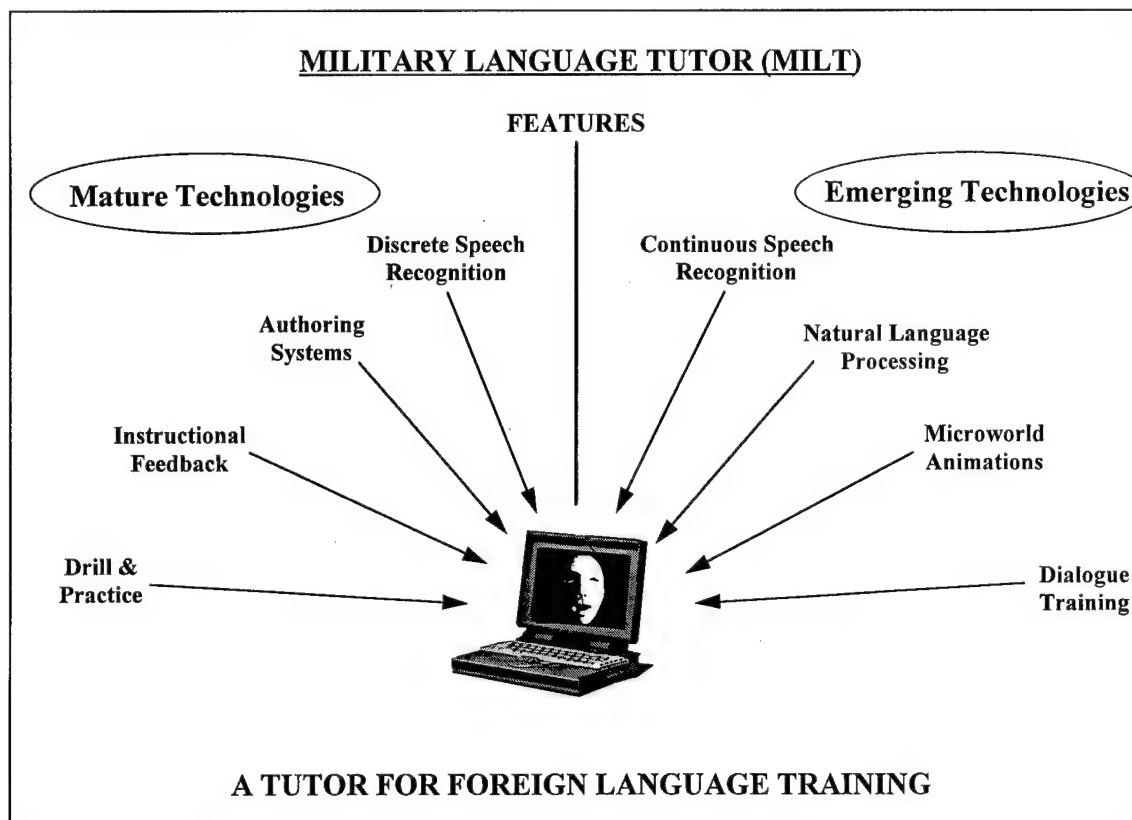 MILITARY LANGUAGE TUTOR (MILT)
FEATURES
Mature Technologies
Emerging Technologies
Discrete Speech
Recognition
Continuous Speech
Recognition
Authoring
Systems
Natural Language
Processing
Instructional
Feedback
Microworld
Animations
Drill &
Practice
Dialogue
Training
A TUTOR FOR FOREIGN LANGUAGE TRAINING